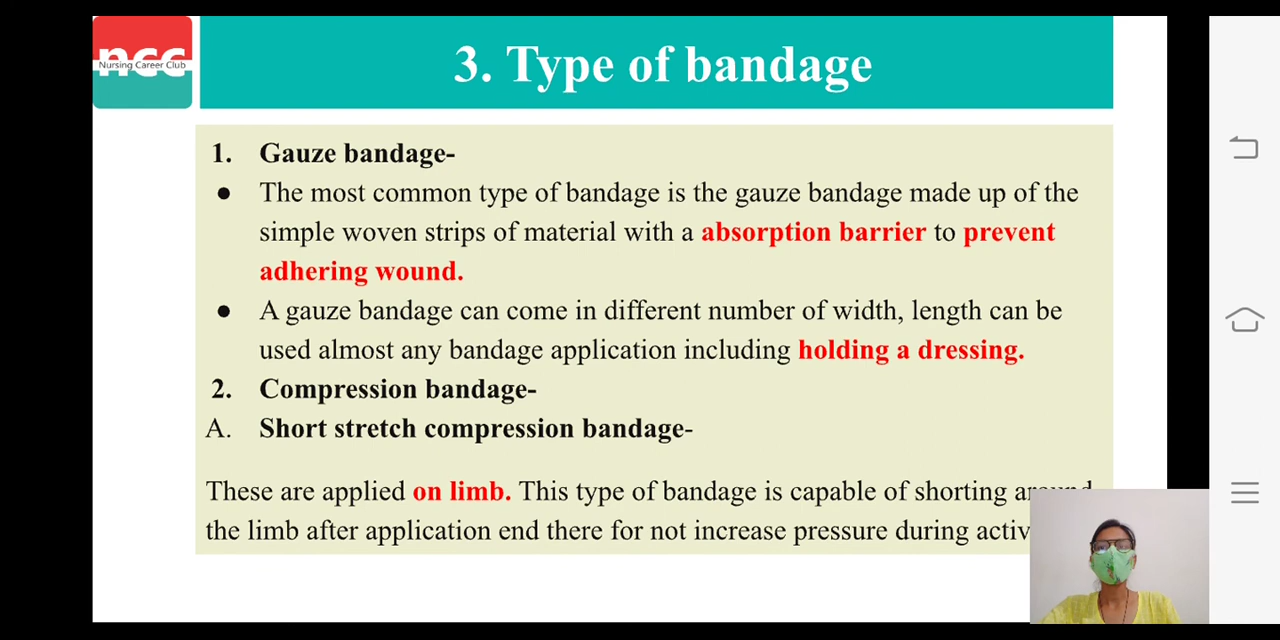 ncc
Nursing Career Club
3. Type of bandage
1. Gauze bandage-
● The most common type of bandage is the gauze bandage made up of the
simple woven strips of material with a absorption barrier to prevent
adhering wound.
● A gauze bandage can come in different number of width, length can be
used almost any bandage application including holding a dressing.
2. Compression bandage-
A. Short stretch compression bandage-
These are applied on limb. This type of bandage is capable of shorting around
the limb after application end there for not increase pressure during activ